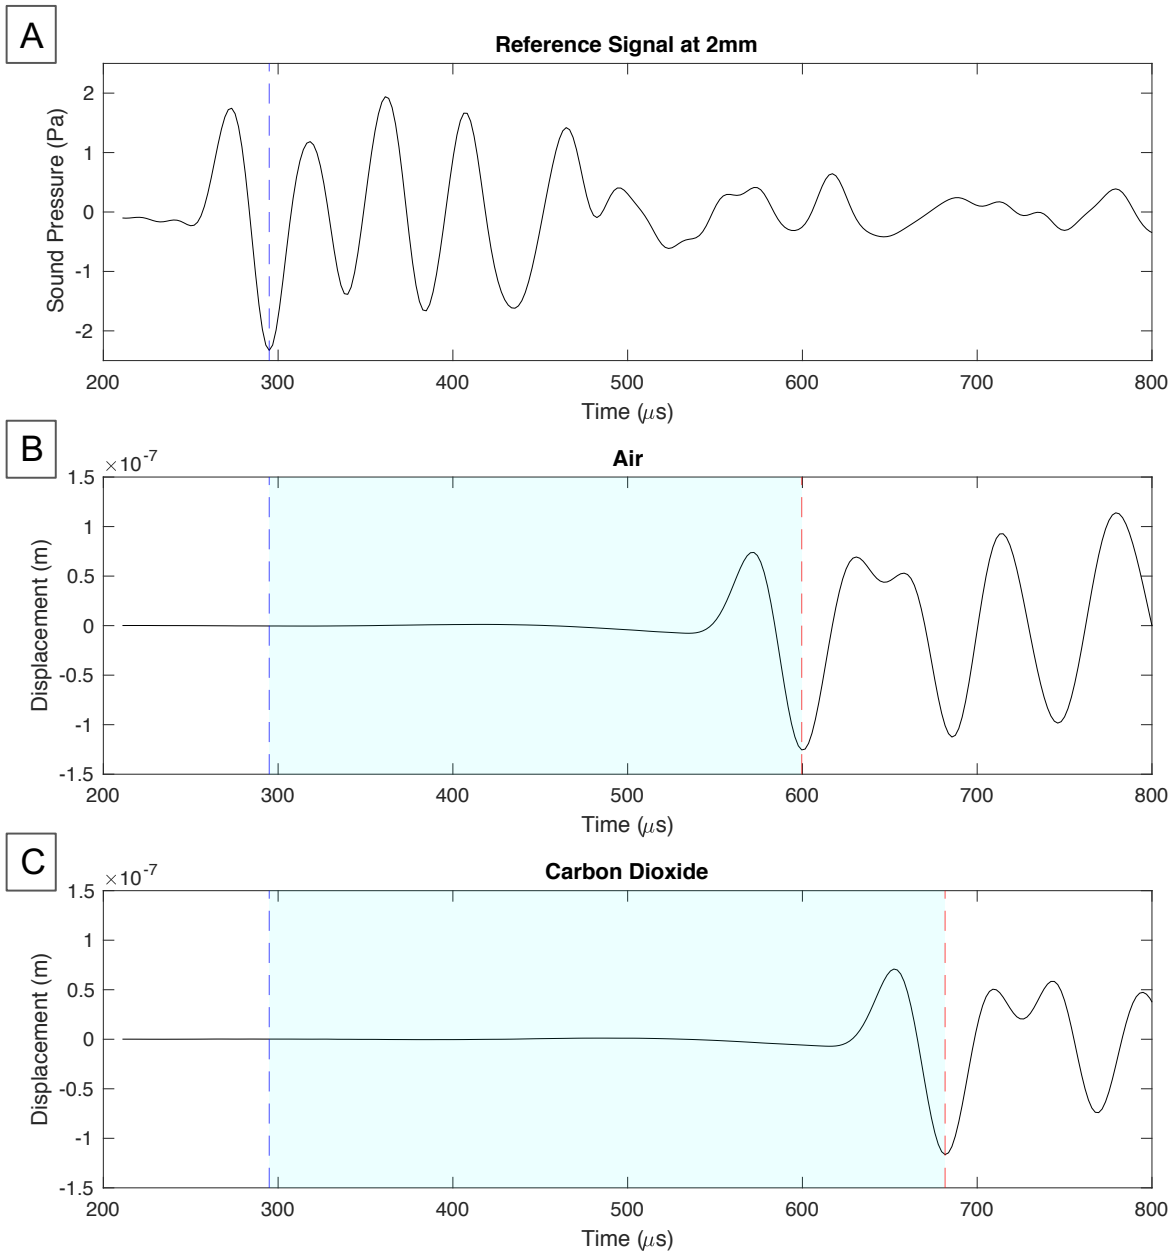 A
Reference Signal at 2mm
Sound Pressure (Pa)
2
1
0
-1
-2
200 300 400 500 600 700 800
Time (μs)
B
×10⁻⁷
Air
Displacement (m)
1.5
1
0.5
0
-0.5
-1
-1.5
200 300 400 500 600 700 800
Time (μs)
C
×10⁻⁷
Carbon Dioxide
Displacement (m)
1.5
1
0.5
0
-0.5
-1
-1.5
200 300 400 500 600 700 800
Time (μs)